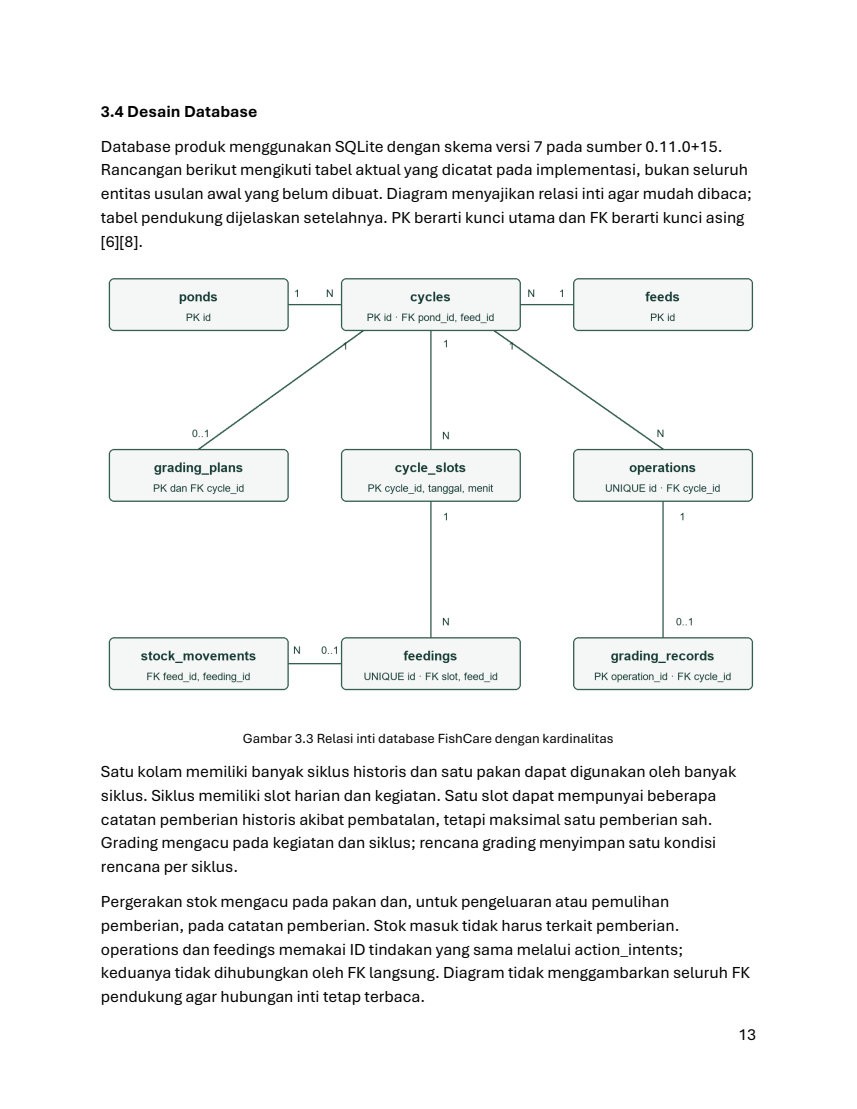 3.4 Desain Database
Database produk menggunakan SQLite dengan skema versi 7 pada sumber 0.11.0+15.
Rancangan berikut mengikuti tabel aktual yang dicatat pada implementasi, bukan seluruh
entitas usulan awal yang belum dibuat. Diagram menyajikan relasi inti agar mudah dibaca;
tabel pendukung dijelaskan setelahnya. PK berarti kunci utama dan FK berarti kunci asing
[6][8].
ponds
PK id
1 N
cycles
PK id · FK pond_id, feed_id
N 1
feeds
PK id
1
1
1
0..1
N
N
grading_plans
PK dan FK cycle_id
cycle_slots
PK cycle_id, tanggal, menit
operations
UNIQUE id · FK cycle_id
1
1
N
0..1
stock_movements
FK feed_id, feeding_id
N 0..1
feedings
UNIQUE id · FK slot, feed_id
grading_records
PK operation_id · FK cycle_id
Gambar 3.3 Relasi inti database FishCare dengan kardinalitas
Satu kolam memiliki banyak siklus historis dan satu pakan dapat digunakan oleh banyak
siklus. Siklus memiliki slot harian dan kegiatan. Satu slot dapat mempunyai beberapa
catatan pemberian historis akibat pembatalan, tetapi maksimal satu pemberian sah.
Grading mengacu pada kegiatan dan siklus; rencana grading menyimpan satu kondisi
rencana per siklus.
Pergerakan stok mengacu pada pakan dan, untuk pengeluaran atau pemulihan
pemberian, pada catatan pemberian. Stok masuk tidak harus terkait pemberian.
operations dan feedings memakai ID tindakan yang sama melalui action_intents;
keduanya tidak dihubungkan oleh FK langsung. Diagram tidak menggambarkan seluruh FK
pendukung agar hubungan inti tetap terbaca.
13